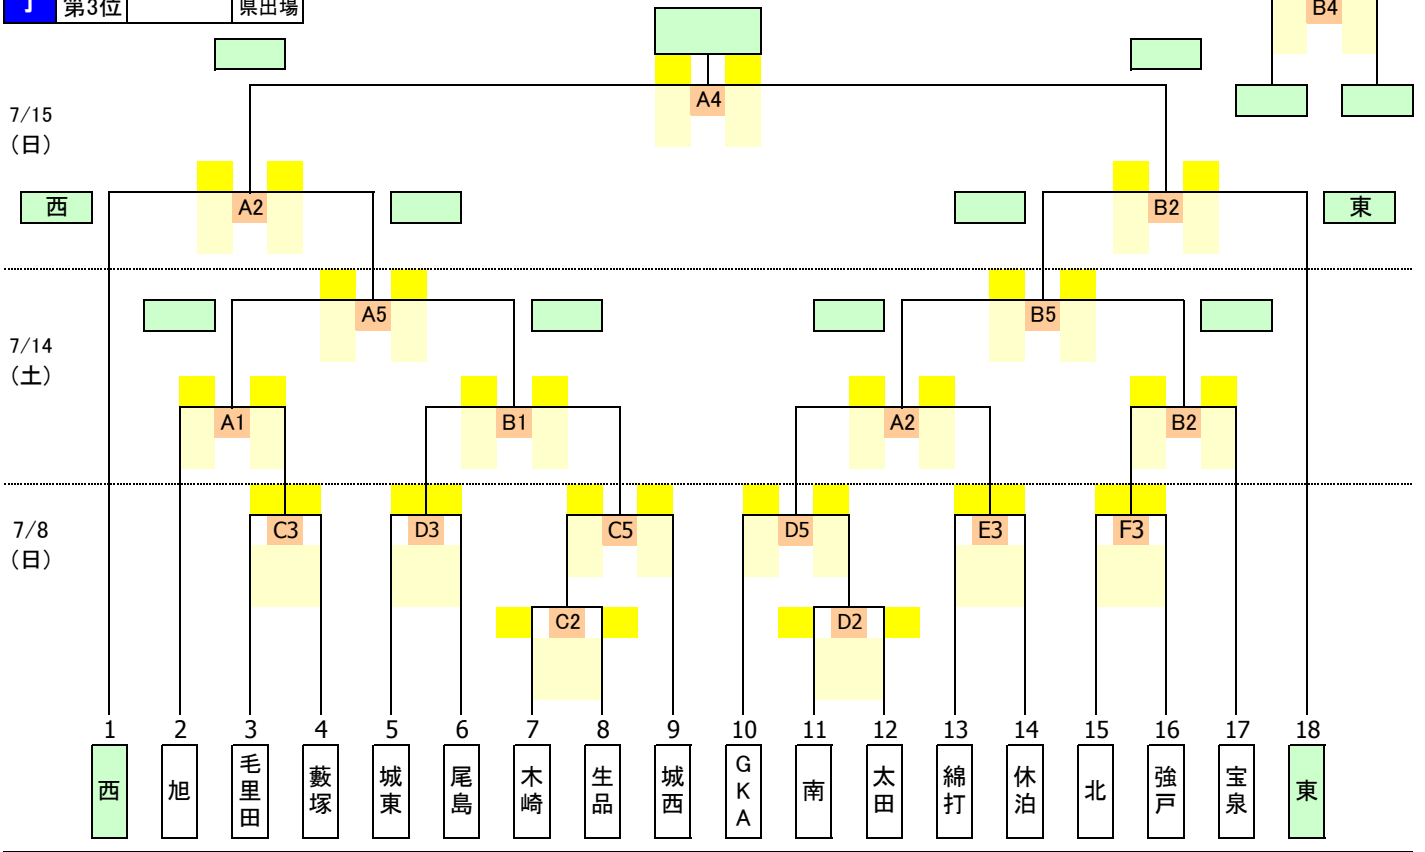 J 第3位 県出場
B4
A4
7/15
(日)
西 A2 B2 東
A5 B5
7/14
(土)
A1 B1 A2 B2
7/8
(日)
C3 D3 C5 D5 E3 F3
C2 D2
1 2 3 4 5 6 7 8 9 10 11 12 13 14 15 16 17 18
西 旭 毛里田 藪塚 城東 尾島 木崎 生品 城西 GKA 南 太田 綿打 休泊 北 強戸 宝泉 東